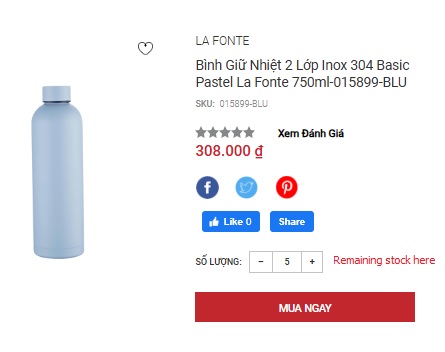 LA FONTE
Bình Giữ Nhiệt 2 Lớp Inox 304 Basic
Pastel La Fonte 750ml-015899-BLU
SKU: 015899-BLU
Xem Đánh Giá
308.000 ₫
Like 0 Share
SỐ LƯỢNG: − 5 + Remaining stock here
MUA NGAY